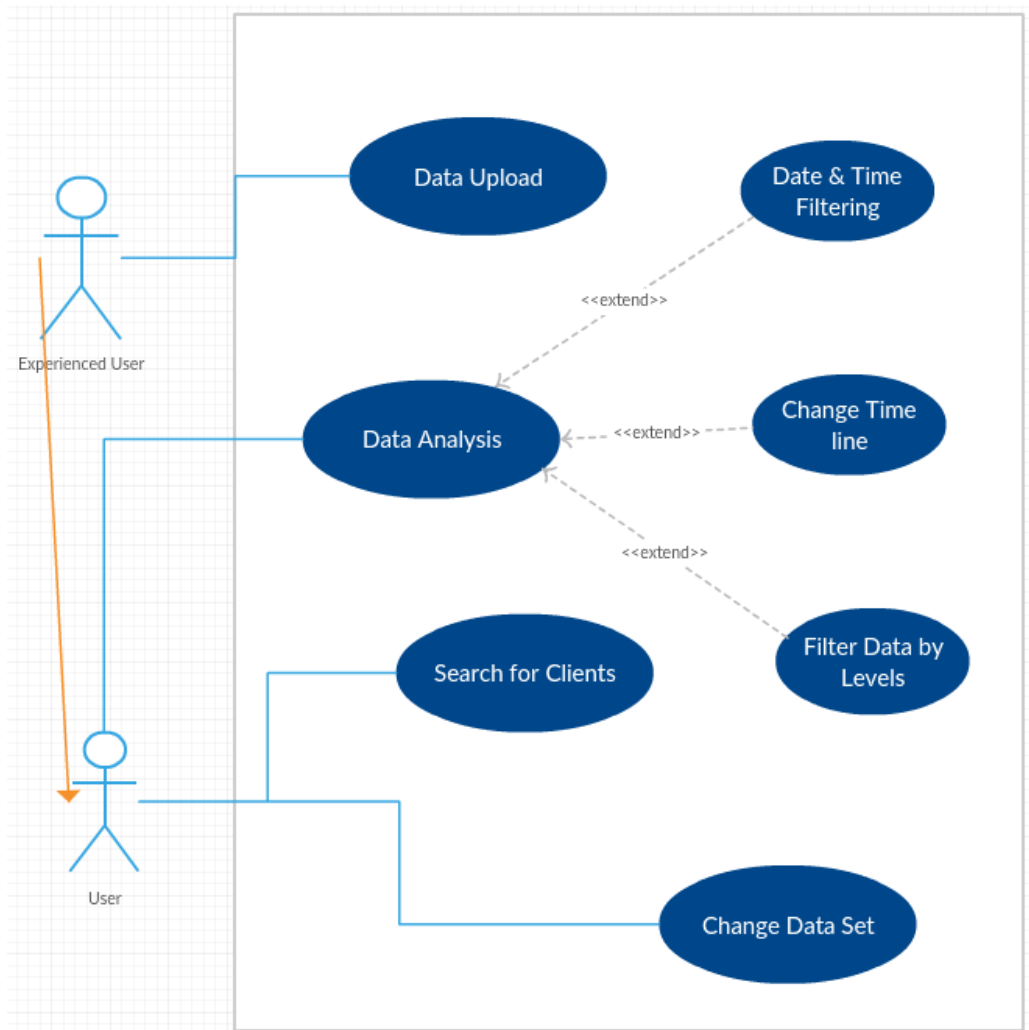 Data Upload
Date & Time
Filtering
<<extend>>
Experienced User
Change Time
line
<<extend>>
Data Analysis
<<extend>>
Filter Data by
Levels
Search for Clients
User
Change Data Set